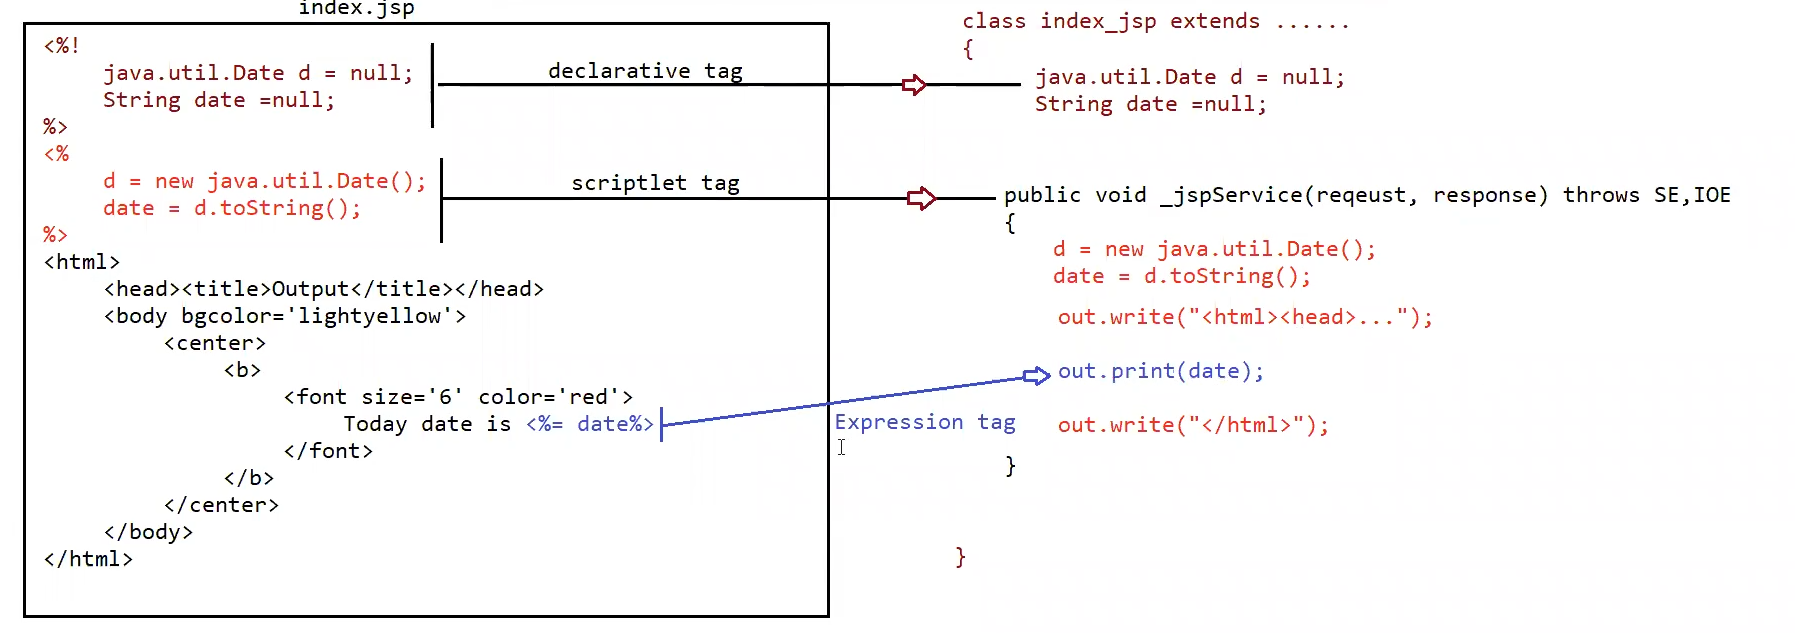 index.jsp
<%!
java.util.Date d = null;
String date =null;
%>
<%
d = new java.util.Date();
date = d.toString();
%>
<html>
<head><title>Output</title></head>
<body bgcolor='lightyellow'>
<center>
<b>
<font size='6' color='red'>
Today date is <%= date%>
</font>
</b>
</center>
</body>
</html>
declarative tag
scriptlet tag
Expression tag
class index_jsp extends ......
{
java.util.Date d = null;
String date =null;
public void _jspService(reqeust, response) throws SE,IOE
{
d = new java.util.Date();
date = d.toString();
out.write("<html><head>...");
out.print(date);
out.write("</html>");
}
}